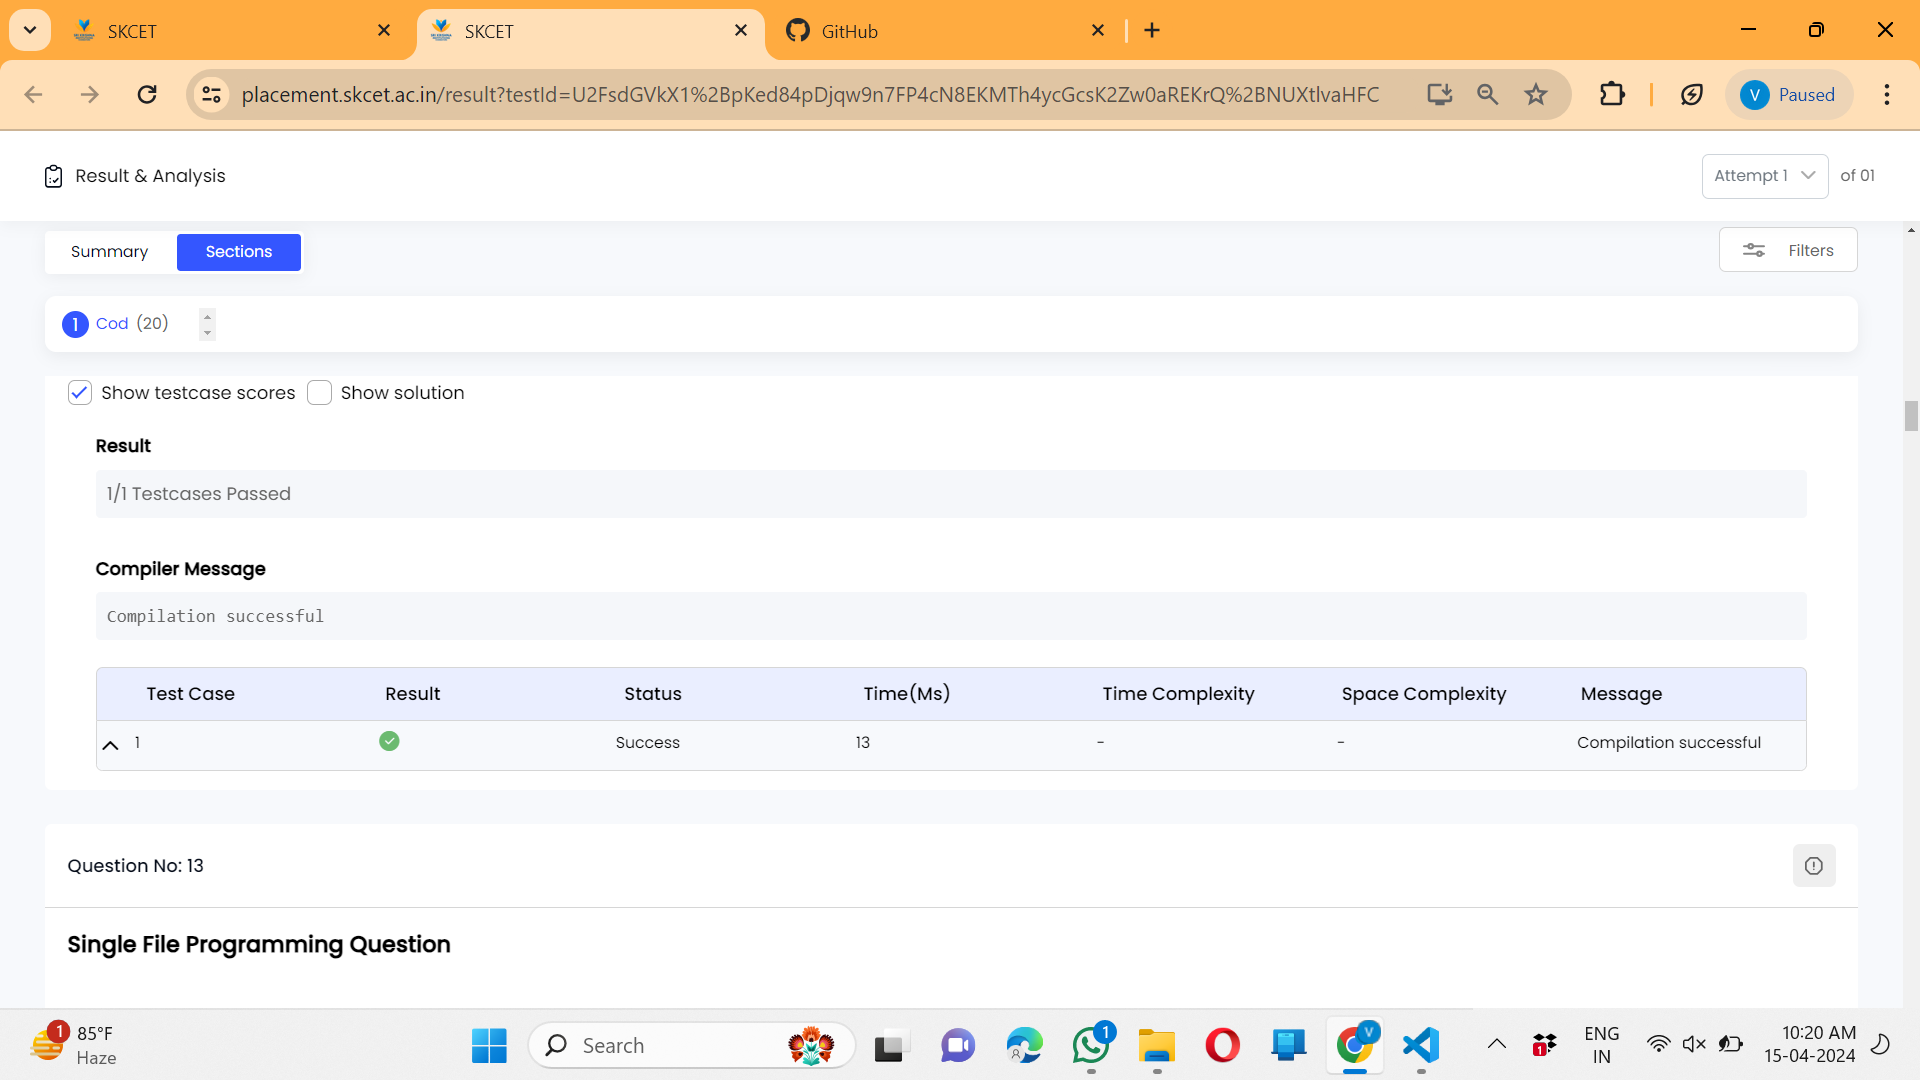 SKCET
SKCET
GitHub
placement.skcet.ac.in/result?testId=U2FsdGVkX1%2BpKed84pDjqw9n7FP4cN8EKMTh4ycGcsK2Zw0aREKrQ%2BNUXtlvaHFC
V Paused
Result & Analysis
Attempt 1 of 01
Summary Sections
Filters
1 Cod (20)
Show testcase scores Show solution
Result
1/1 Testcases Passed
Compiler Message
Compilation successful
Test Case Result Status Time(Ms) Time Complexity Space Complexity Message
1 Success 13 - - Compilation successful
Question No: 13
Single File Programming Question
1 85°F
Haze
Search
1
V
1
ENG
IN
10:20 AM
15-04-2024